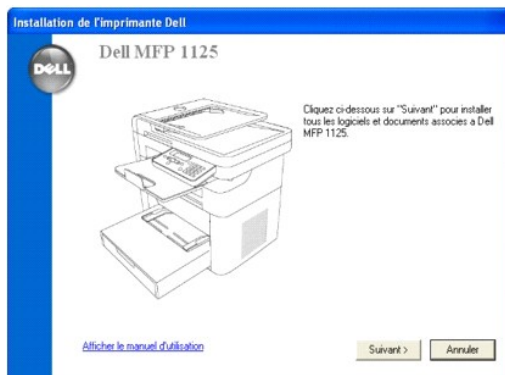 Installation de l'imprimante Dell
DELL
Dell MFP 1125
Cliquez ci-dessous sur "Suivant" pour installer
tous les logiciels et documents associes a Dell
MFP 1125.
Afficher le manuel d'utilisation
Suivant >
Annuler